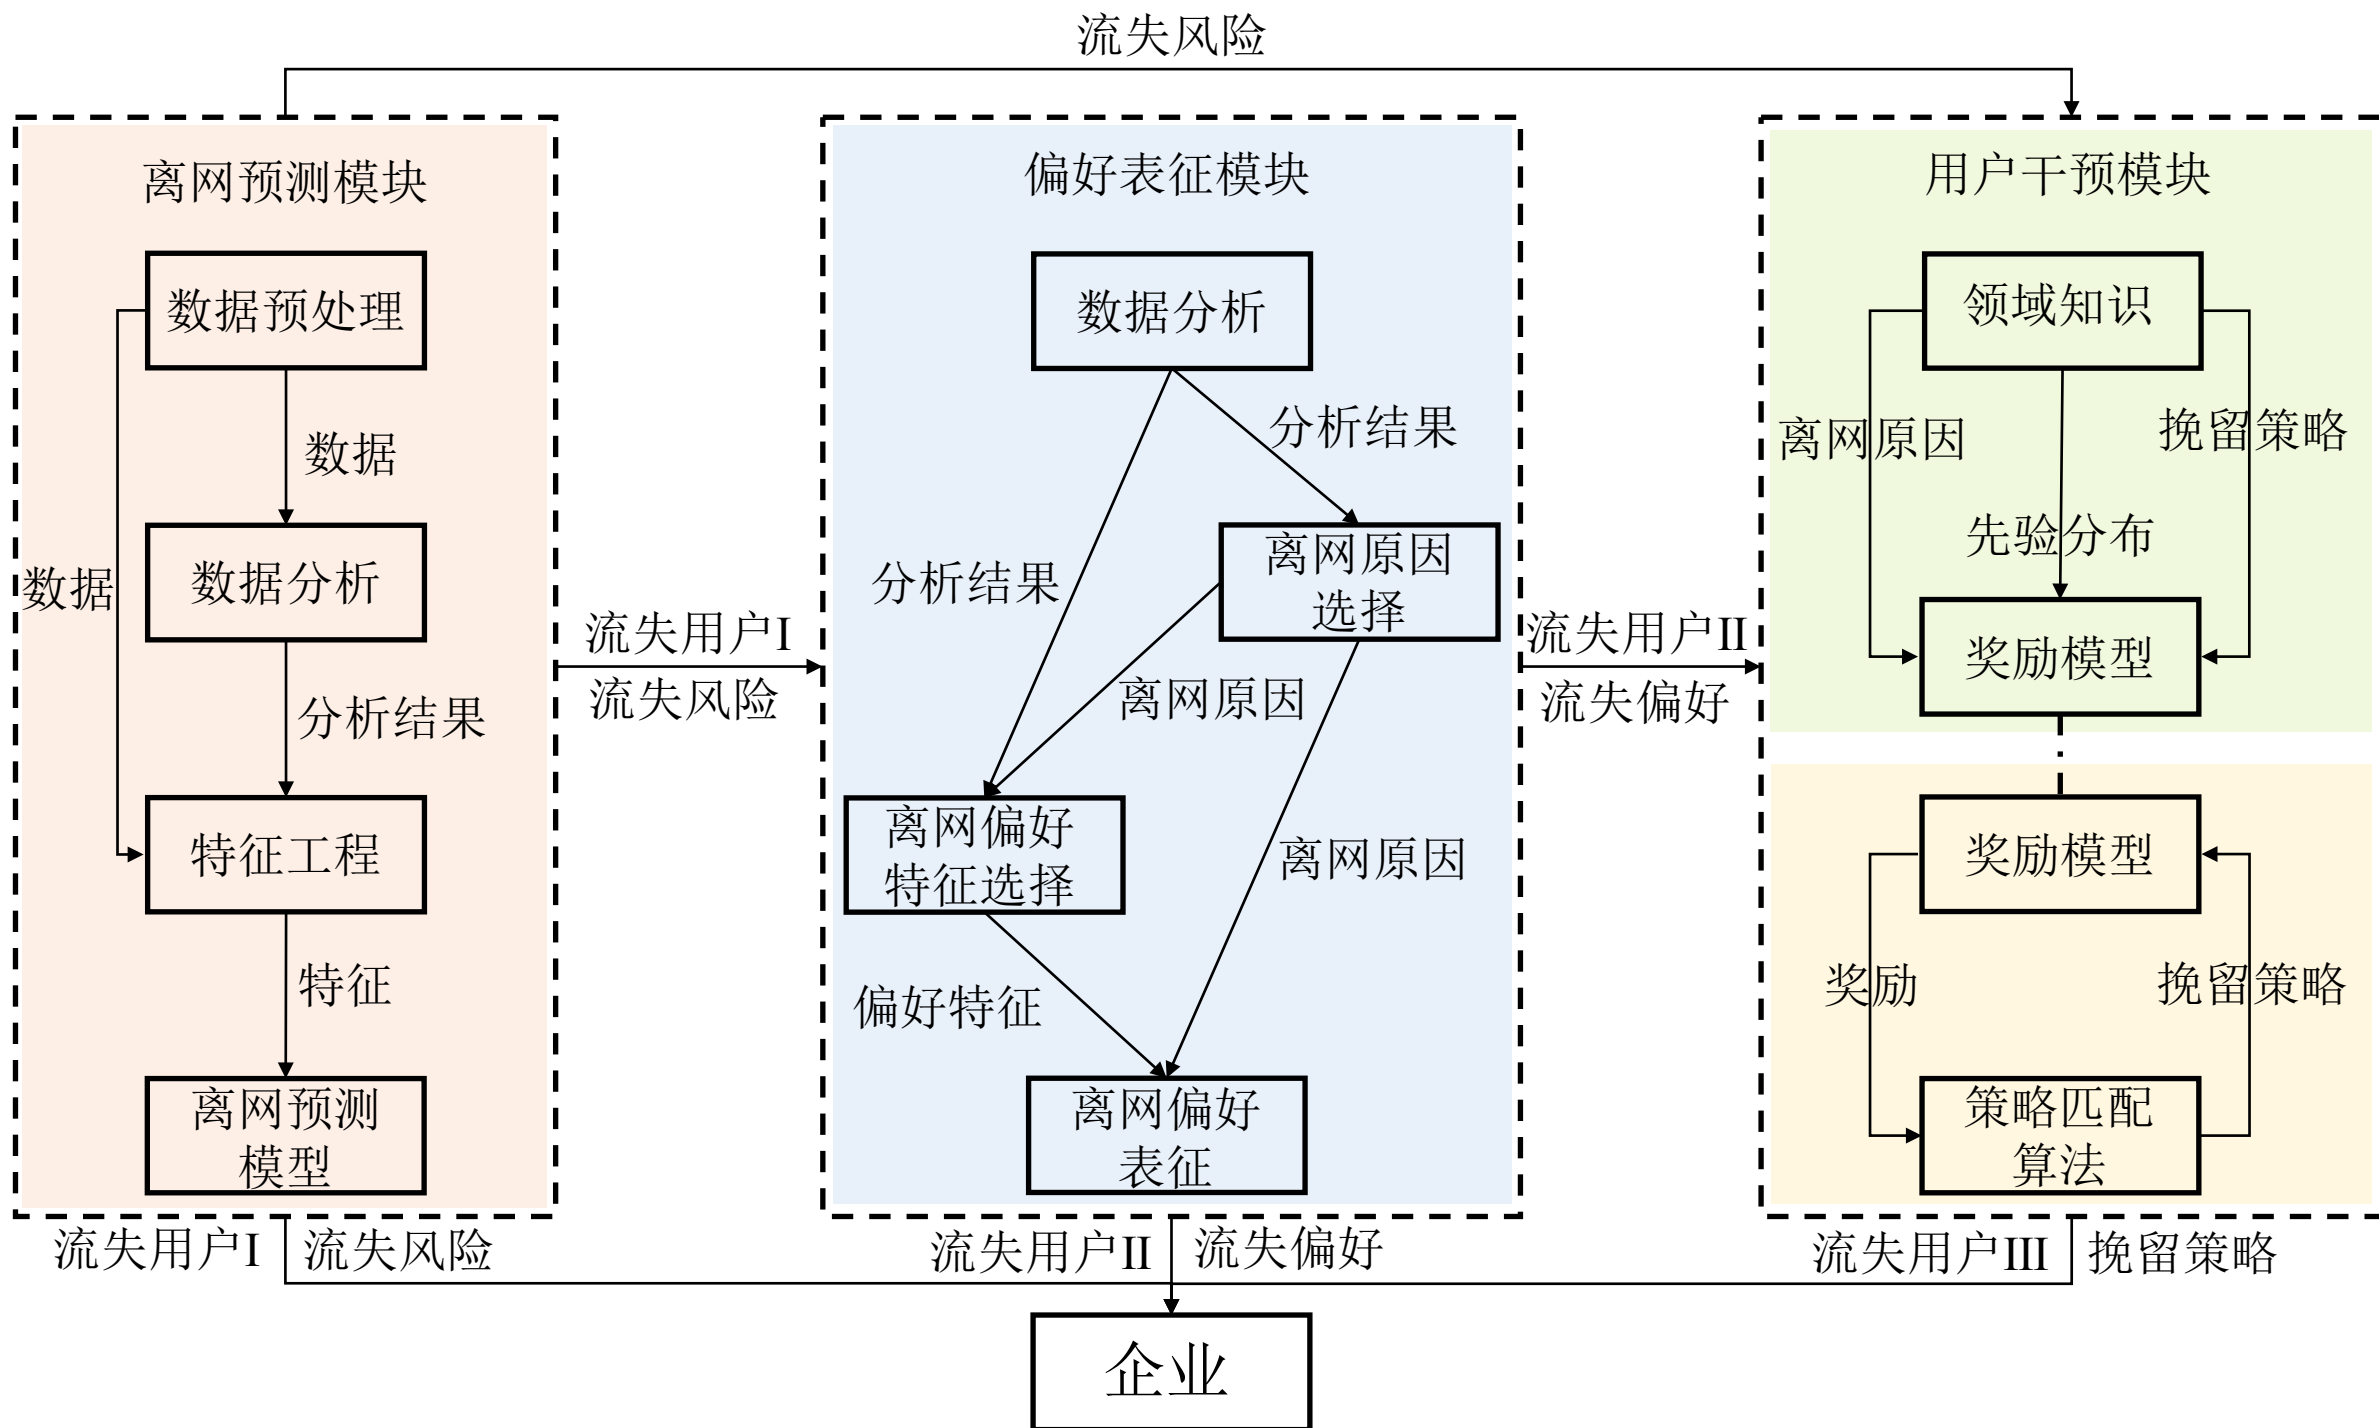 流失风险
离网预测模块
数据预处理
数据
数据
数据分析
分析结果
特征工程
特征
离网预测
模型
流失用户I
流失风险
偏好表征模块
数据分析
分析结果
分析结果
离网原因
选择
离网原因
离网偏好
特征选择
离网原因
偏好特征
离网偏好
表征
流失用户II
流失偏好
用户干预模块
领域知识
离网原因
挽留策略
先验分布
奖励模型
奖励模型
奖励
挽留策略
策略匹配
算法
流失用户I
流失风险
流失用户II
流失偏好
流失用户III
挽留策略
企业